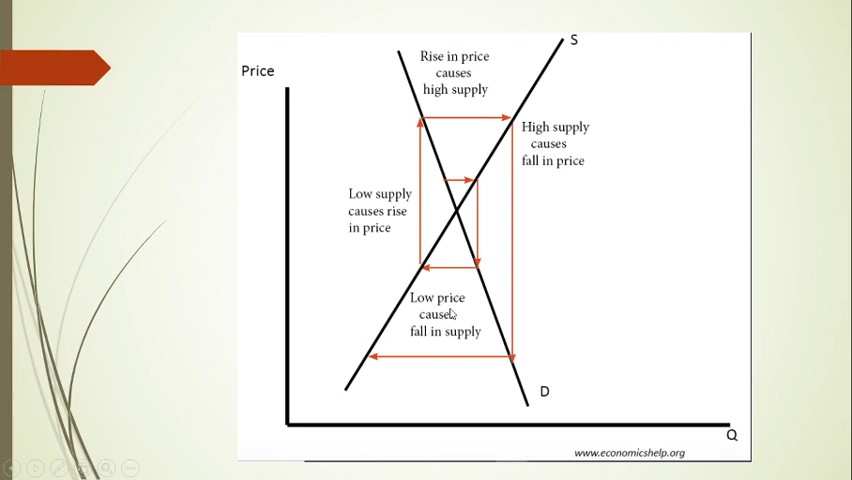 S
Rise in price
causes
high supply
Price
High supply
causes
fall in price
Low supply
causes rise
in price
Low price
cause
fall in supply
D
Q
www.economicshelp.org